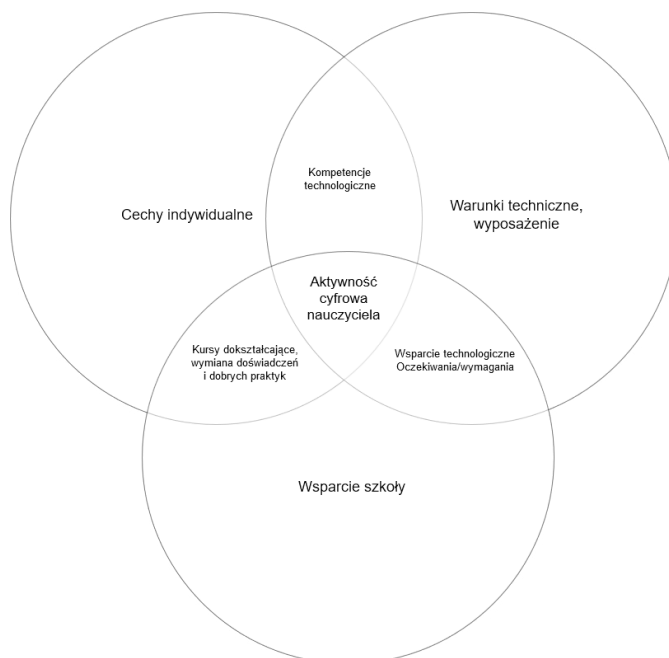 Kompetencje
technologiczne
Cechy indywidualne
Warunki techniczne,
wyposażenie
Aktywność
cyfrowa
nauczyciela
Kursy dokształcające,
wymiana doświadczeń
i dobrych praktyk
Wsparcie technologiczne
Oczekiwania/wymagania
Wsparcie szkoły